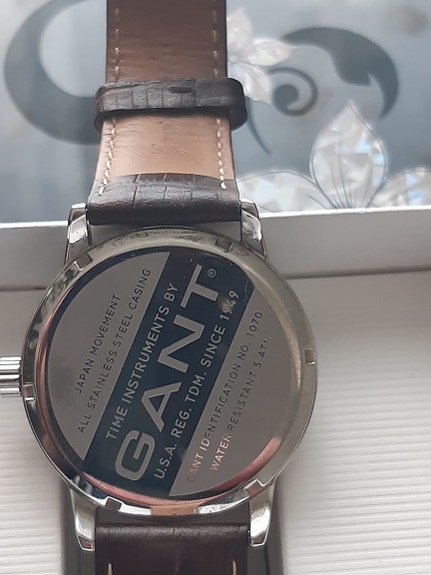 JAPAN MOVEMENT
ALL STAINLESS STEEL CASING
TIME INSTRUMENTS BY
GANT®
U.S.A. REG. TDM. SINCE 1949
GANT IDENTIFICATION NO. 1070
WATER RESISTANT 5 ATM